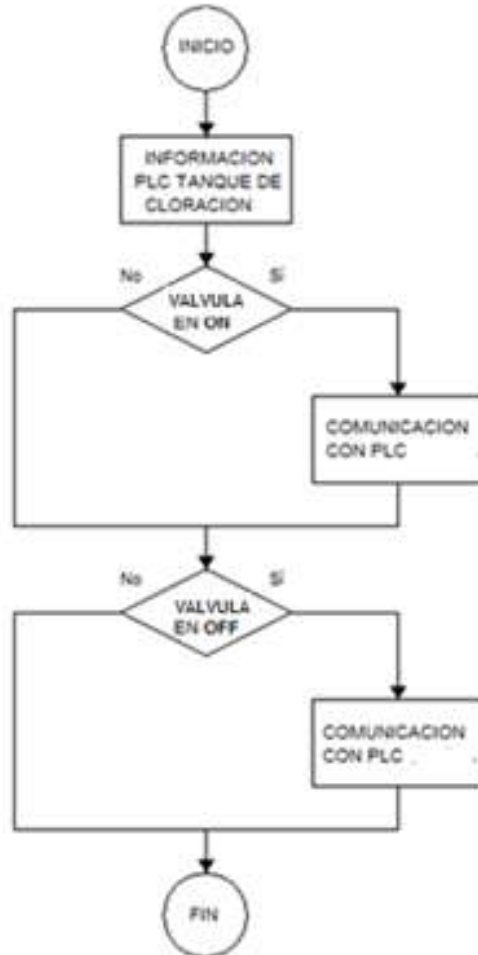 INICIO
INFORMACION
PLC TANQUE DE
CLORACION
No
Sí
VALVULA
EN ON
COMUNICACION
CON PLC
No
Sí
VALVULA
EN OFF
COMUNICACION
CON PLC
FIN